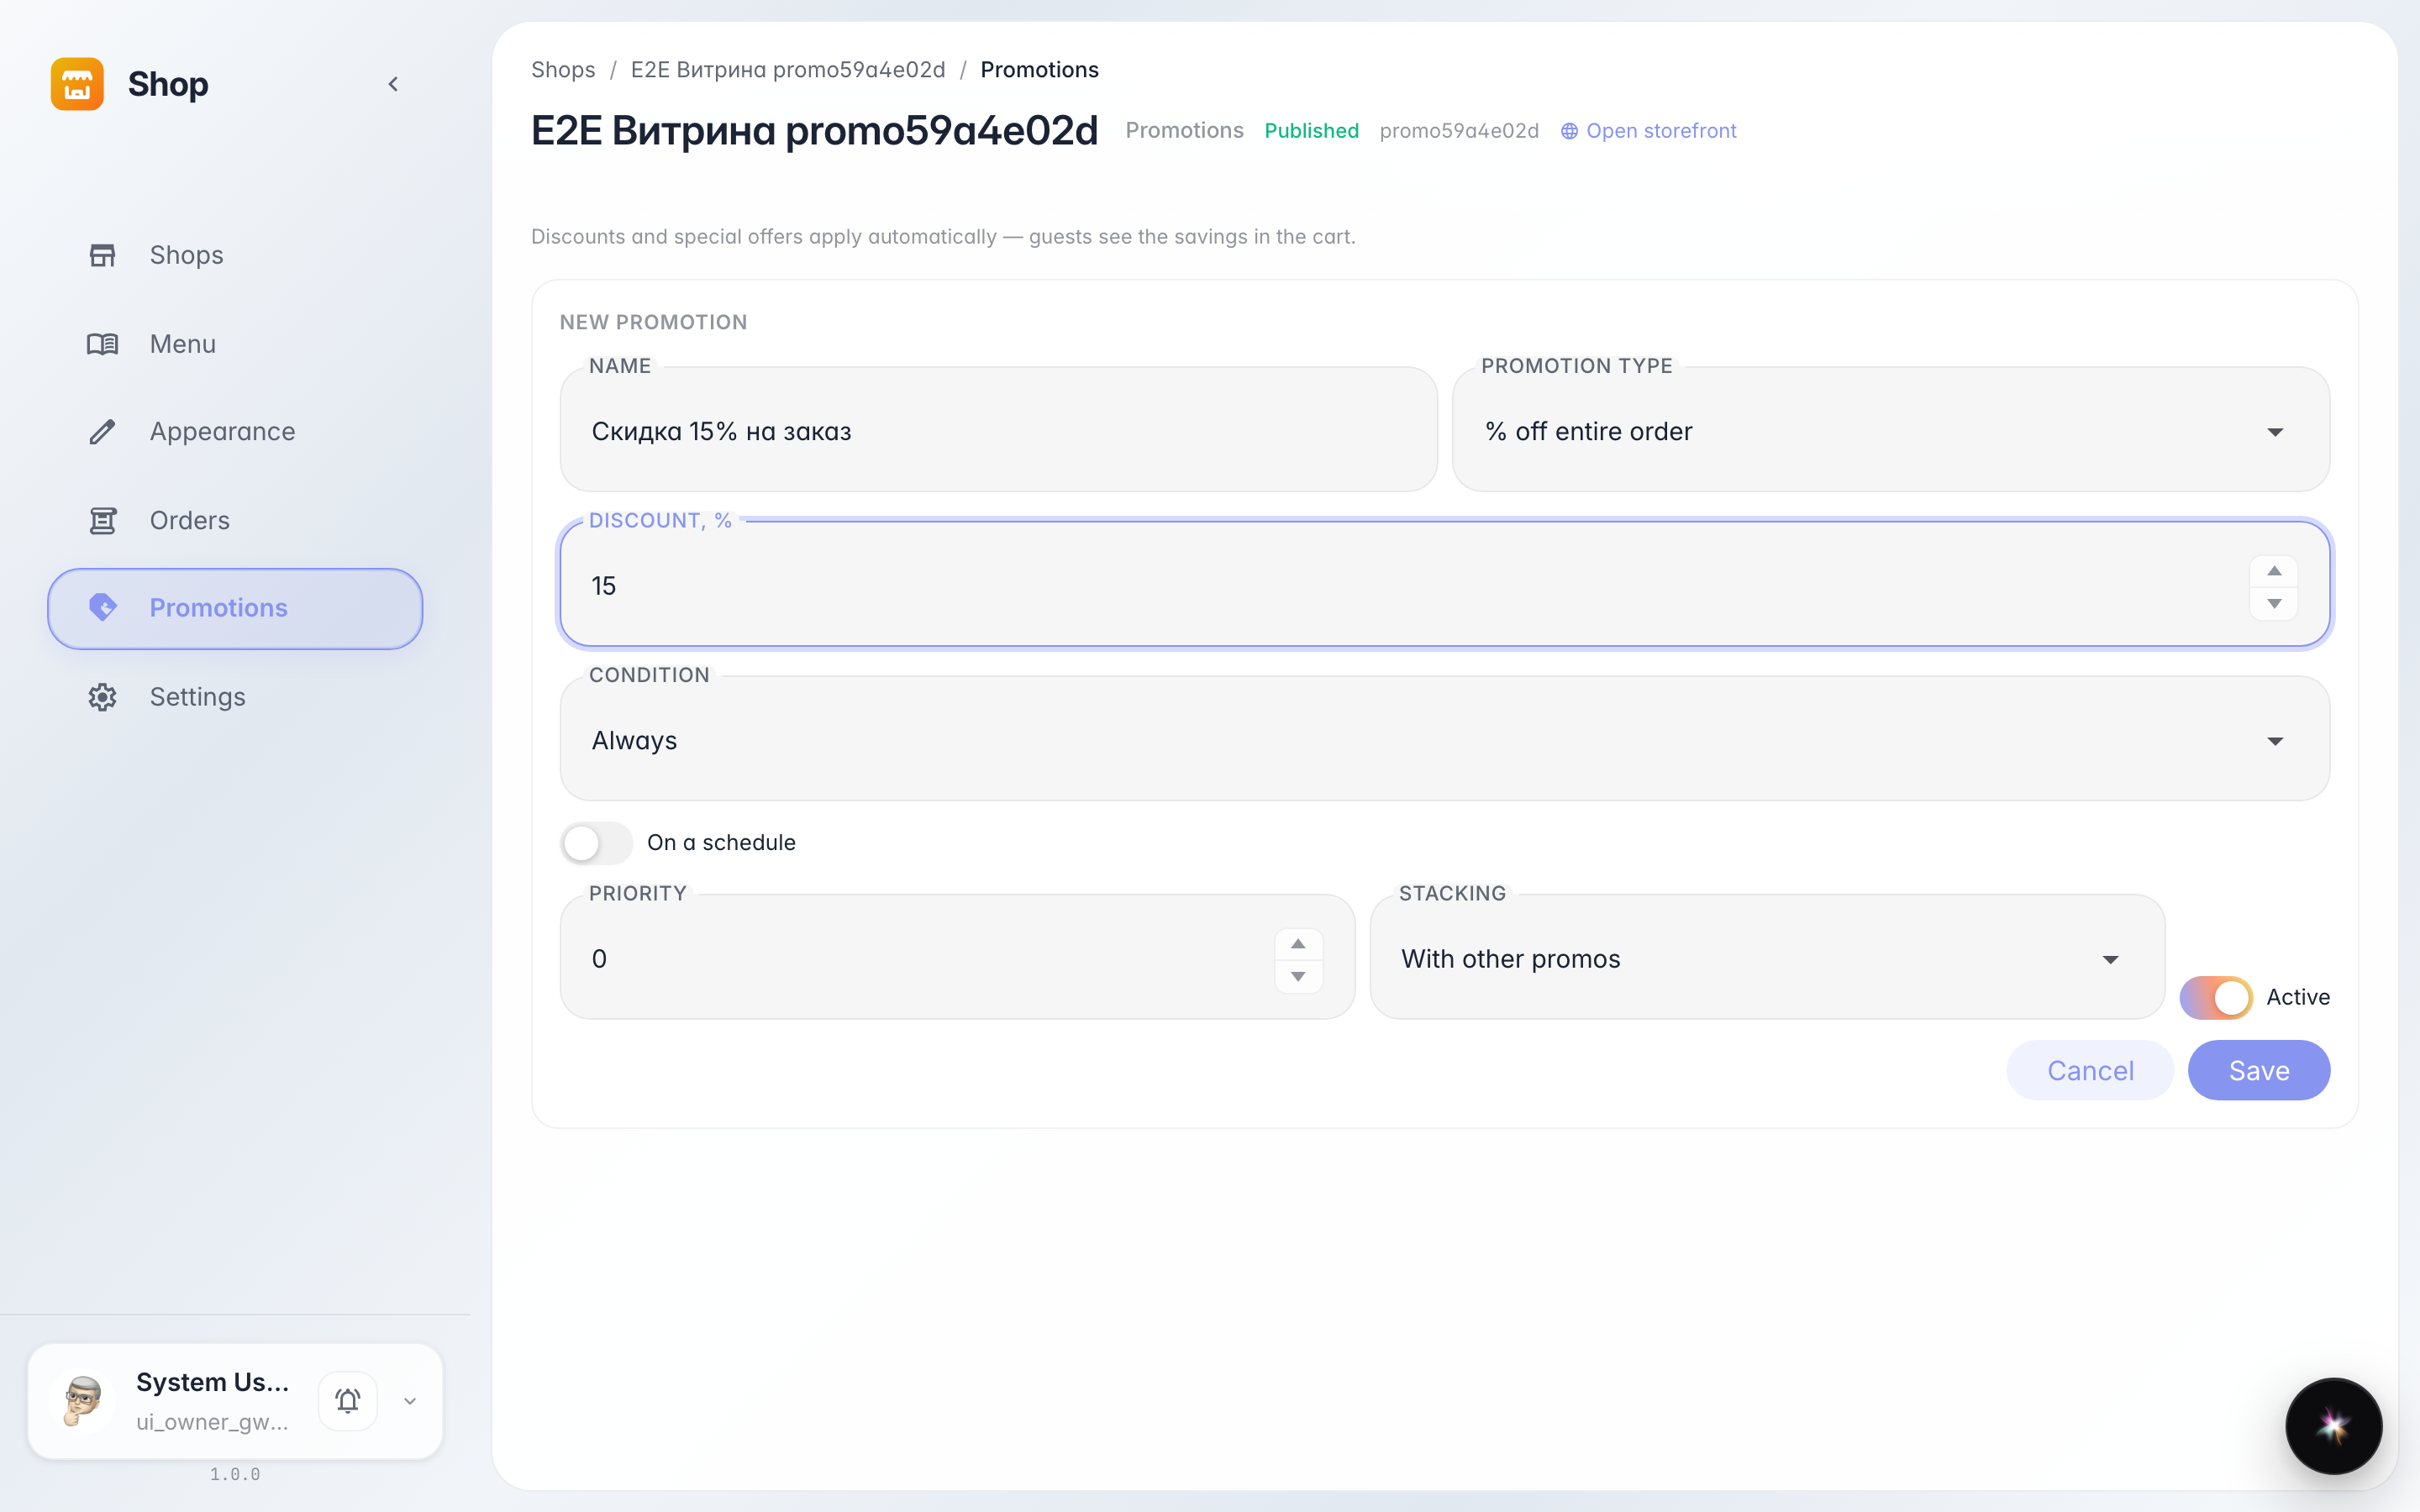 Shop
Shops
Menu
Appearance
Orders
Promotions
Settings
System Us...
ui_owner_gw...
1.0.0
Shops / E2E Витрина promo59a4e02d / Promotions
E2E Витрина promo59a4e02d Promotions Published promo59a4e02d Open storefront
Discounts and special offers apply automatically — guests see the savings in the cart.
NEW PROMOTION
NAME
Скидка 15% на заказ
PROMOTION TYPE
% off entire order
DISCOUNT, %
15
CONDITION
Always
On a schedule
PRIORITY
0
STACKING
With other promos
Active
Cancel
Save